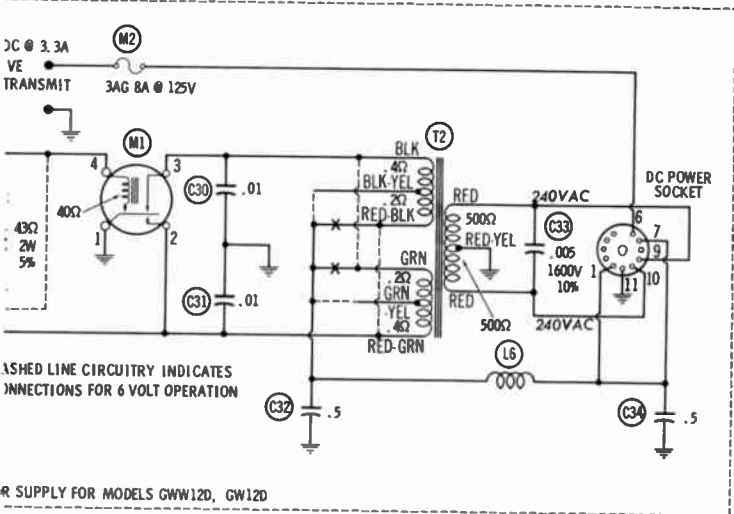 DC @ 3.3A
M2
VE
TRANSMIT
3AG 8A @ 125V
M1
T2
4
3
BLK
.4Ω
BLK-YEL
.2Ω
RED-BLK
C30
.01
40Ω
43Ω
2W
5%
1
2
RED
240VAC
500Ω
RED-YEL
C33
.005
1600V
10%
DC POWER
SOCKET
6
7
9
10
11
1
GRN
.2Ω
GRN
-YEL
.4Ω
RED-GRN
C31
.01
RED
500Ω
240VAC
X
X
L6
ASHED LINE CIRCUITRY INDICATES
ONNECTIONS FOR 6 VOLT OPERATION
C32
.5
C34
.5
R SUPPLY FOR MODELS GWW12D, GW12D